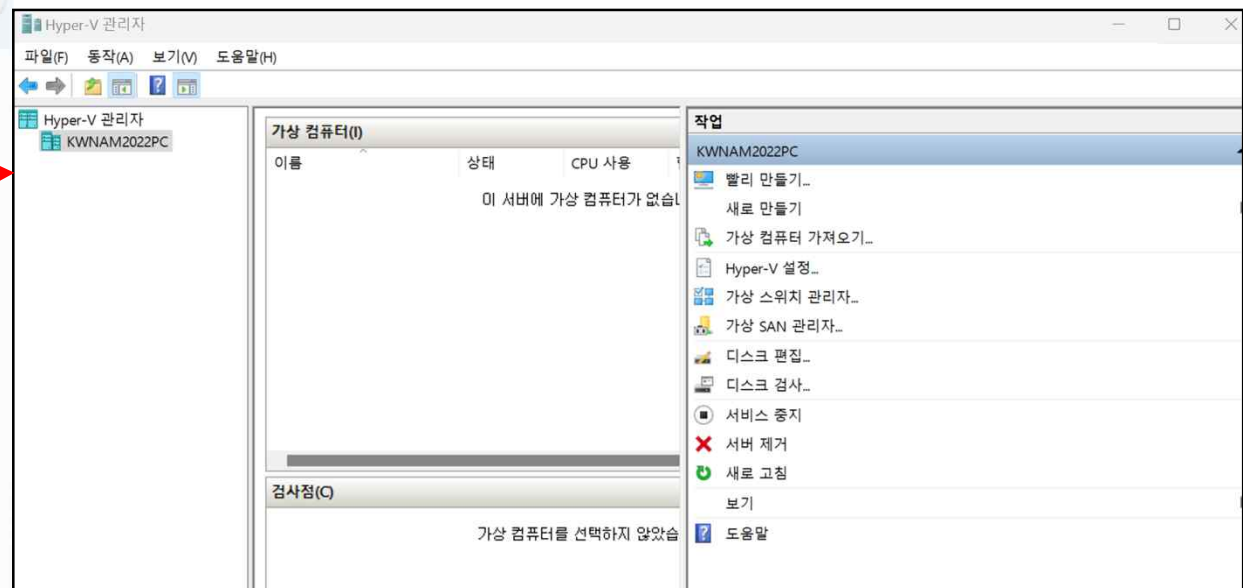 Hyper-V 관리자
파일(F) 동작(A) 보기(V) 도움말(H)
Hyper-V 관리자
KWNAM2022PC
가상 컴퓨터(I)
이름 상태 CPU 사용
이 서버에 가상 컴퓨터가 없습
검사점(C)
가상 컴퓨터를 선택하지 않았습
작업
KWNAM2022PC
빨리 만들기...
새로 만들기
가상 컴퓨터 가져오기...
Hyper-V 설정...
가상 스위치 관리자...
가상 SAN 관리자...
디스크 편집...
디스크 검사...
서비스 중지
서버 제거
새로 고침
보기
도움말